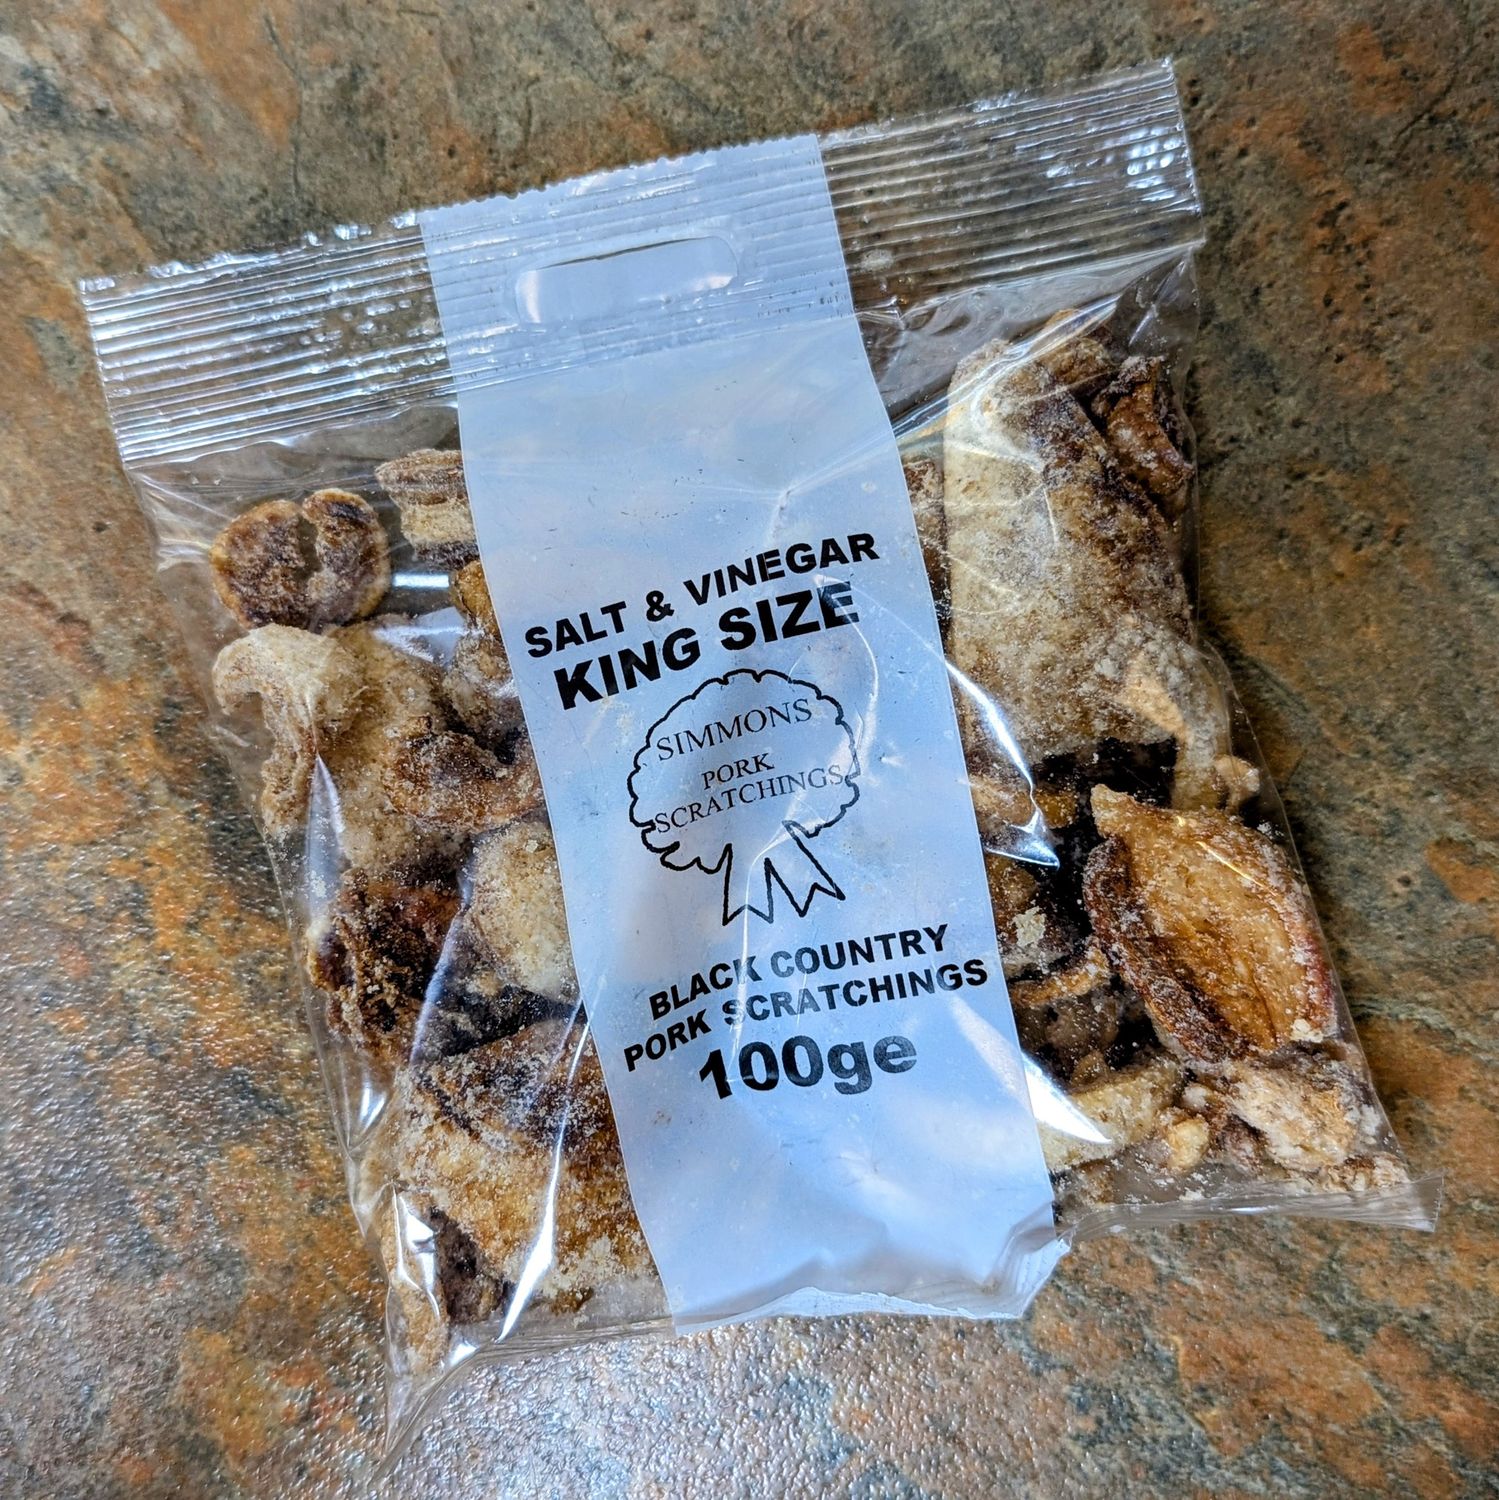 SALT & VINEGAR
KING SIZE
SIMMONS
PORK
SCRATCHINGS
BLACK COUNTRY
PORK SCRATCHINGS
100ge